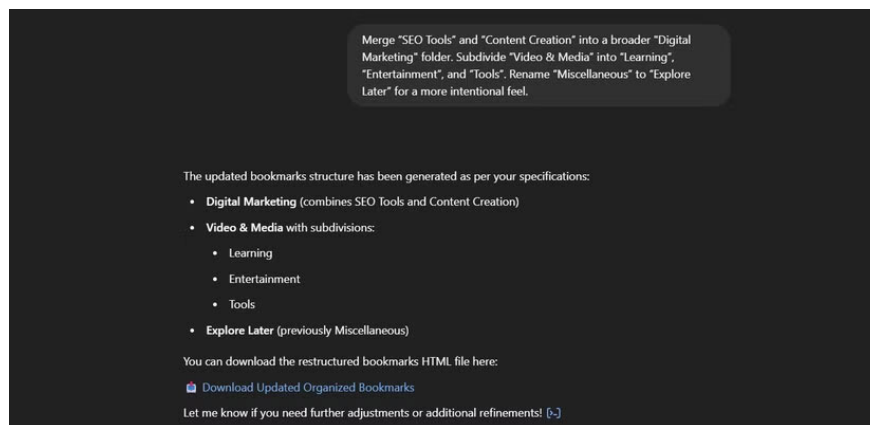 Merge "SEO Tools" and "Content Creation" into a broader "Digital
Marketing" folder. Subdivide "Video & Media" into "Learning",
"Entertainment", and "Tools". Rename "Miscellaneous" to "Explore
Later" for a more intentional feel.
The updated bookmarks structure has been generated as per your specifications:
• Digital Marketing (combines SEO Tools and Content Creation)
• Video & Media with subdivisions:
• Learning
• Entertainment
• Tools
• Explore Later (previously Miscellaneous)
You can download the restructured bookmarks HTML file here:
Download Updated Organized Bookmarks
Let me know if you need further adjustments or additional refinements! [>-]